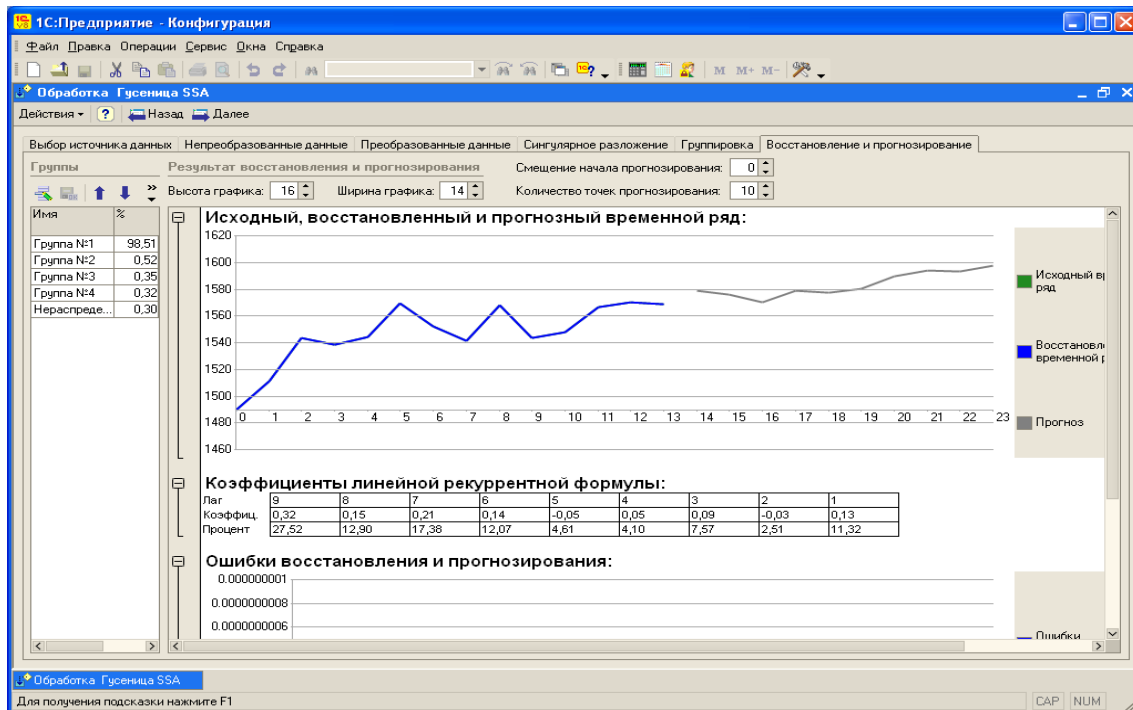 1С:Предприятие - Конфигурация
Файл Правка Операции Сервис Окна Справка
M M+ M-
Обработка Гусеница SSA
Действия ? Назад Далее
Выбор источника данных Непреобразованные данные Преобразованные данные Сингулярное разложение Группировка Восстановление и прогнозирование
Группы
Результат восстановления и прогнозирования
Смещение начала прогнозирования: 0
Высота графика: 16 Ширина графика: 14 Количество точек прогнозирования: 10
Имя %
Группа №1 98,51
Группа №2 0,52
Группа №3 0,35
Группа №4 0,32
Нераспреде... 0,30
Исходный, восстановленный и прогнозный временной ряд:
1620
1600
1580
1560
1540
1520
1500
1480
1460
0 1 2 3 4 5 6 7 8 9 10 11 12 13 14 15 16 17 18 19 20 21 22 23
Исходный
ряд
Восстановл
временной
Прогноз
Коэффициенты линейной рекуррентной формулы:
Лаг 9 8 7 6 5 4 3 2 1
Коэффиц. 0,32 0,15 0,21 0,14 -0,05 0,05 0,09 -0,03 0,13
Процент 27,52 12,90 17,38 12,07 4,61 4,10 7,57 2,51 11,32
Ошибки восстановления и прогнозирования:
0.000000001
0.0000000008
0.0000000006
Ошибки
Обработка Гусеница SSA
Для получения подсказки нажмите F1
CAP NUM